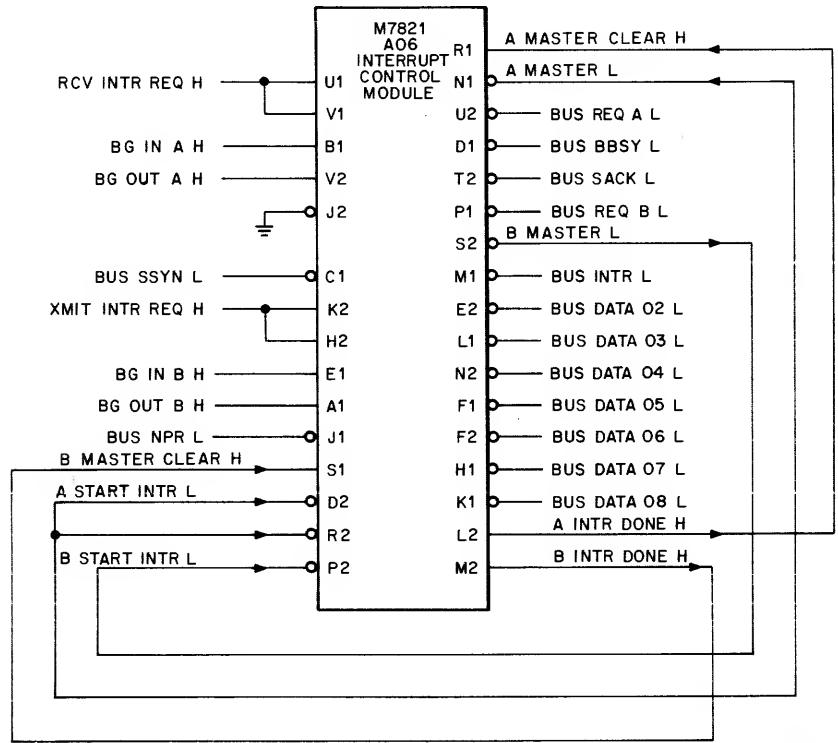 M7821
A06
INTERRUPT
CONTROL
MODULE
RCV INTR REQ H
U1
V1
BG IN A H
B1
BG OUT A H
V2
J2
BUS SSYN L
C1
XMIT INTR REQ H
K2
H2
BG IN B H
E1
BG OUT B H
A1
BUS NPR L
J1
B MASTER CLEAR H
S1
A START INTR L
D2
R2
B START INTR L
P2
R1
A MASTER CLEAR H
N1
A MASTER L
U2
BUS REQ A L
D1
BUS BBSY L
T2
BUS SACK L
P1
BUS REQ B L
S2
B MASTER L
M1
BUS INTR L
E2
BUS DATA 02 L
L1
BUS DATA 03 L
N2
BUS DATA 04 L
F1
BUS DATA 05 L
F2
BUS DATA 06 L
H1
BUS DATA 07 L
K1
BUS DATA 08 L
L2
A INTR DONE H
M2
B INTR DONE H